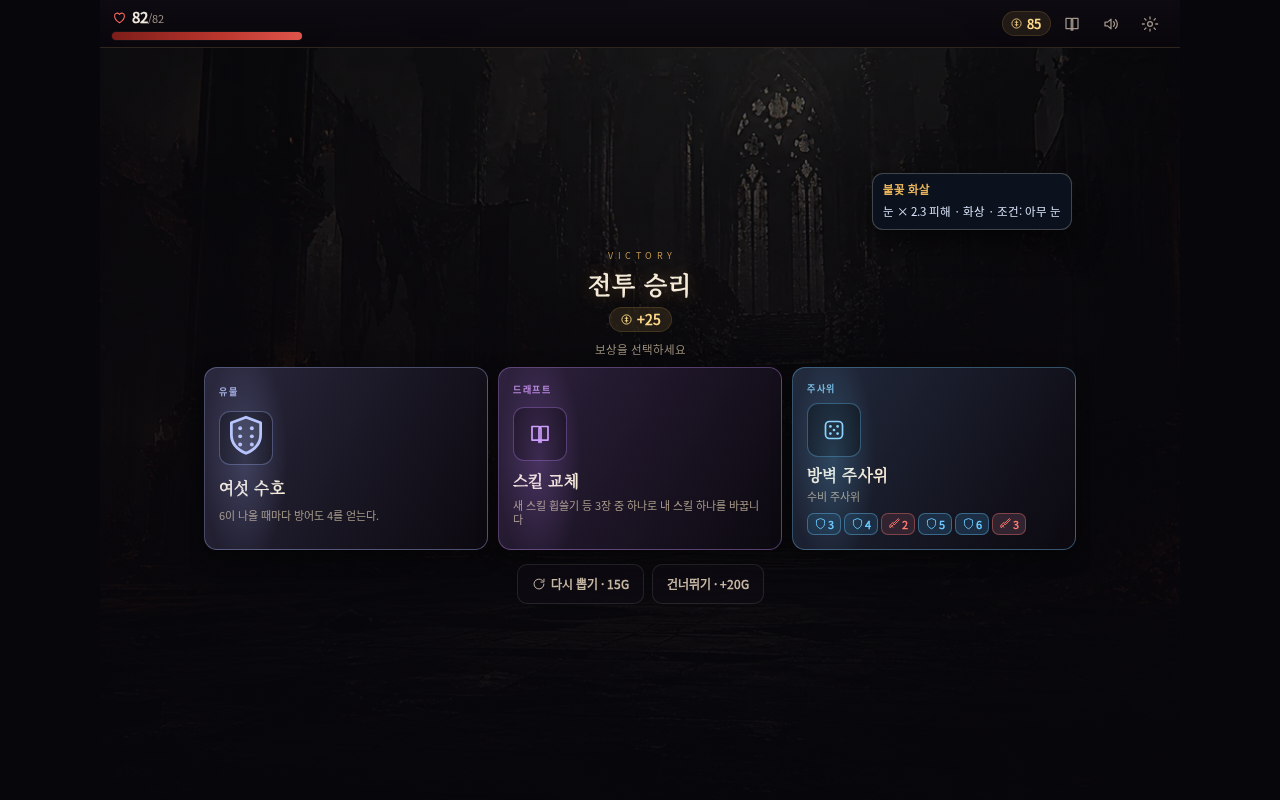 82/82
85
불꽃 화살
눈 × 2.3 피해 · 화상 · 조건: 아무 눈
VICTORY
전투 승리
+25
보상을 선택하세요
유물
여섯 수호
6이 나올 때마다 방어도 4를 얻는다.
드래프트
스킬 교체
새 스킬 휩쓸기 등 3장 중 하나로 내 스킬 하나를 바꿉니
다
주사위
방벽 주사위
수비 주사위
3 4 2 5 6 3
다시 뽑기 · 15G
건너뛰기 · +20G